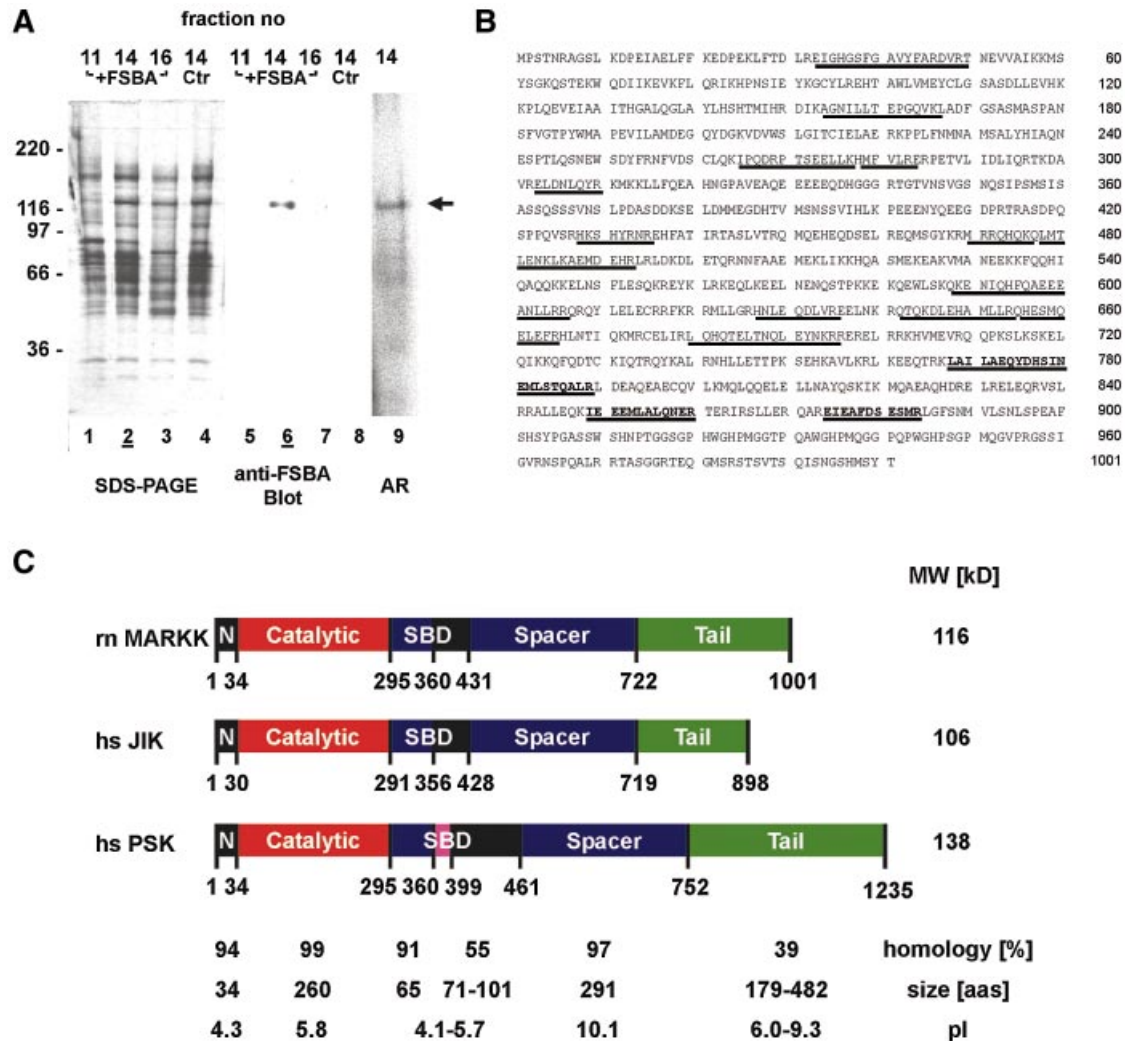 A
fraction no
11 14 16 14 11 14 16 14 14
+FSBA Ctr +FSBA Ctr
220 -
116 -
97 -
66 -
36 -
1 2 3 4 5 6 7 8 9
SDS-PAGE anti-FSBA Blot AR
B
MPSTNRAGSL KDPEIAELFF KEDPEKLFTD LREIGHGSFG AVYFARDVRT NEVVAIKKMS 60
YSGKQSTEKW QDIIKEVKFL QRIKHPNSIE YKGCYLREHT AWLVMEYCLG SASDLLEVHK 120
KPLQEVEIAA ITHGALQGLA YLHSHTMIHR DIKAGNILLT EPGQVKLADF GSASMASPAN 180
SFVGTPYWMA PEVILAMDEG QYDGKVDVWS LGITCIELAE RKPPLFNMNA MSALYHIAQN 240
ESPTLQSNEW SDYFRNFVDS CLQKIPQDRP TSEELLKHMF VLRERPETVL IDLIQRTKDA 300
VRELDNLQYR KMKKLLFQEA HNGPAVEAQE EEEEQDHGGG RTGTVNSVGS NQSIPSMSIS 360
ASSQSSSVNS LPDASDDKSE LDMMEGDHTV MSNSSVIHLK PEEENYQEEG DPRTRASDPQ 420
SPPQVSRHKS HYRNREHFAT IRTASLVTRQ MQEHEQDSEL REQMSGYKRM RRQHQKQLMT 480
LENKLKAEMD EHRLRLDKDL ETQRNNFAAE MEKLIKKHQA SMEKEAKVMA NEEKKFQQHI 540
QAQQKKELNS FLESQKREYK LRKEQLKEEL NENQSTPKKE KQEWLSKQKE NIQHFQAEEE 600
ANLLRRQRQY LELECRRFKR RMLLGRHNLE QDLVREELNK RQTQKDLEHA MLLRQHESMQ 660
ELEFRHLNTI QKMRCELIRL QHQTELTNQL EYNKRRERELRRKHVMEVRQ QPKSLKSKEL 720
QIKKQFQDTC KIQTRQYKAL RNHLLETTPK SEHKAVLKRL KEEQTRKLAI LAEQYDHSIN 780
EMLSTQALRL DEAQEAECQV LKMQLQQELE LLNAYQSKIK MQAEAQHDRE LRELEQRVSL 840
RRALLEQKIE EEMLALQNER TERIRSLLER QAREIEAFDS ESMRLGFSNM VLSNLSPEAF 900
SHSYPGASSW SHNPTGGSGP HWGHPMGGTP QAWGHPMQGG PQPWGHPSGP MQGVPRGSSI 960
GVRNSPQALR RTASGGRTEQ GMSRSTSVTS QISNGSHMSY T 1001
C
MW [kD]
rn MARKK N Catalytic SBD Spacer Tail 116
1 34 295 360 431 722 1001
hs JIK N Catalytic SBD Spacer Tail 106
1 30 291 356 428 719 898
hs PSK N Catalytic SBD Spacer Tail 138
1 34 295 360 399 461 752 1235
94 99 91 55 97 39 homology [%]
34 260 65 71-101 291 179-482 size [aas]
4.3 5.8 4.1-5.7 10.1 6.0-9.3 pI